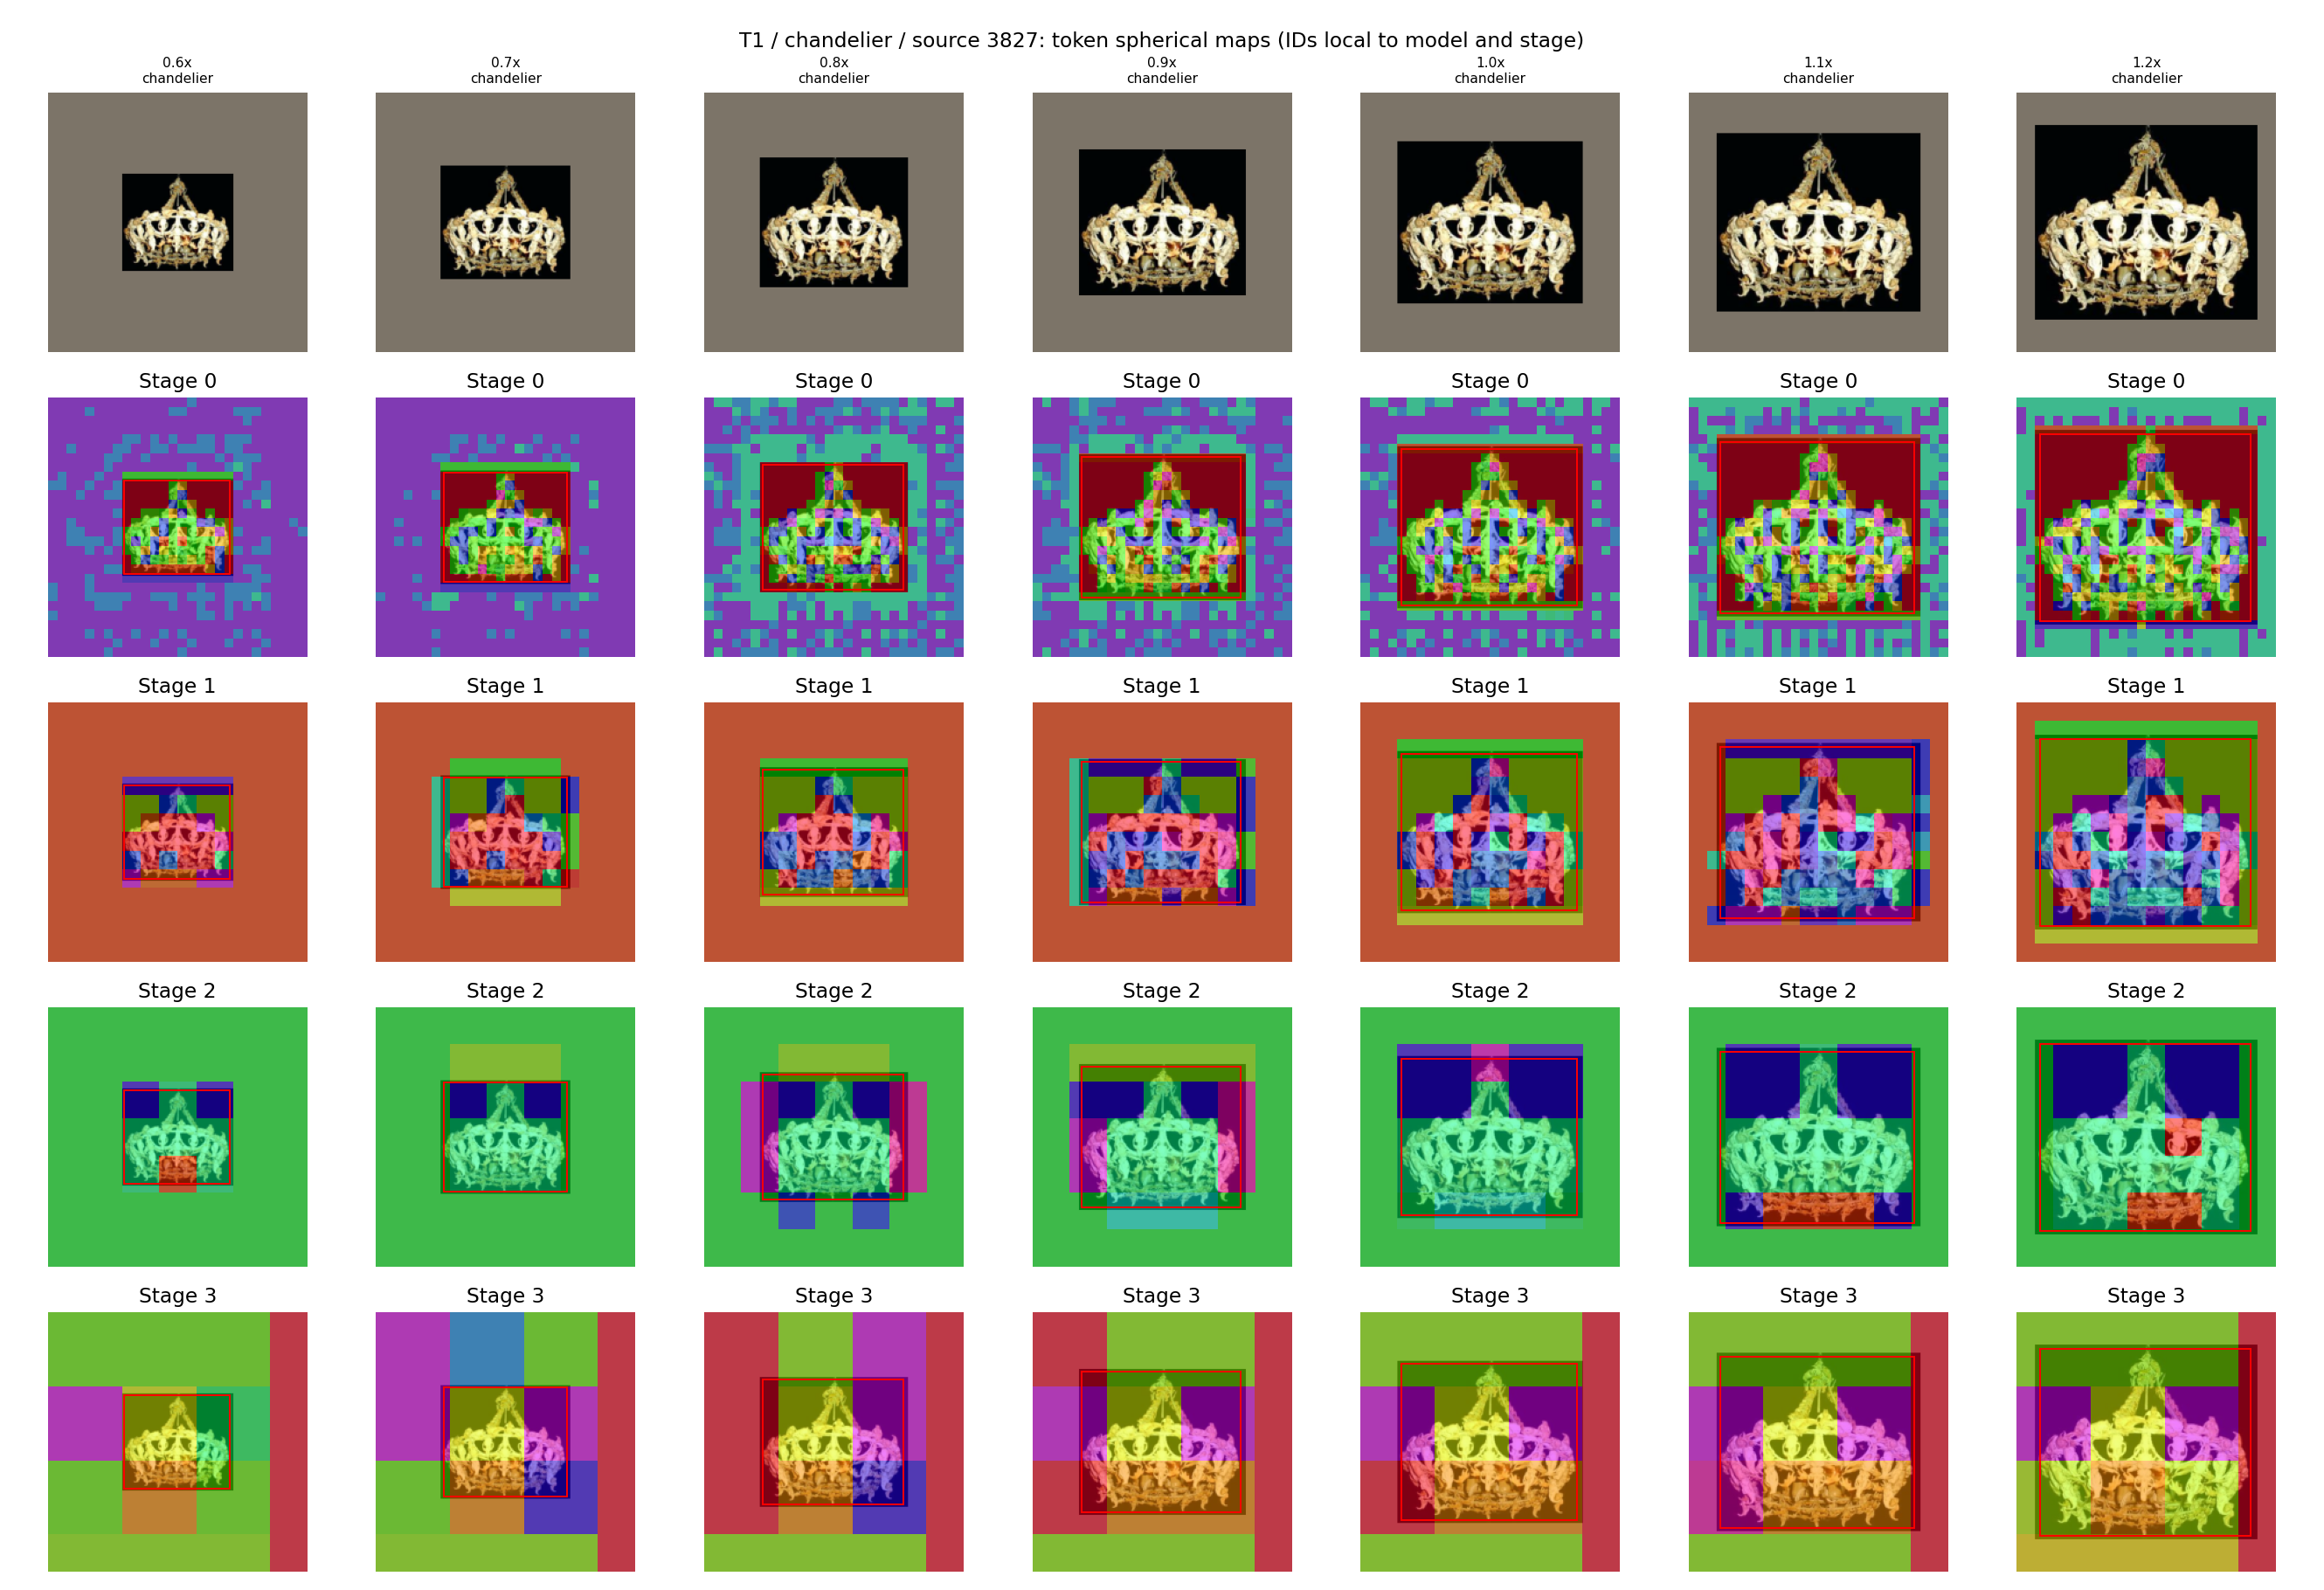 T1 / chandelier / source 3827: token spherical maps (IDs local to model and stage)
0.6x
chandelier
0.7x
chandelier
0.8x
chandelier
0.9x
chandelier
1.0x
chandelier
1.1x
chandelier
1.2x
chandelier
Stage 0
Stage 0
Stage 0
Stage 0
Stage 0
Stage 0
Stage 0
Stage 1
Stage 1
Stage 1
Stage 1
Stage 1
Stage 1
Stage 1
Stage 2
Stage 2
Stage 2
Stage 2
Stage 2
Stage 2
Stage 2
Stage 3
Stage 3
Stage 3
Stage 3
Stage 3
Stage 3
Stage 3